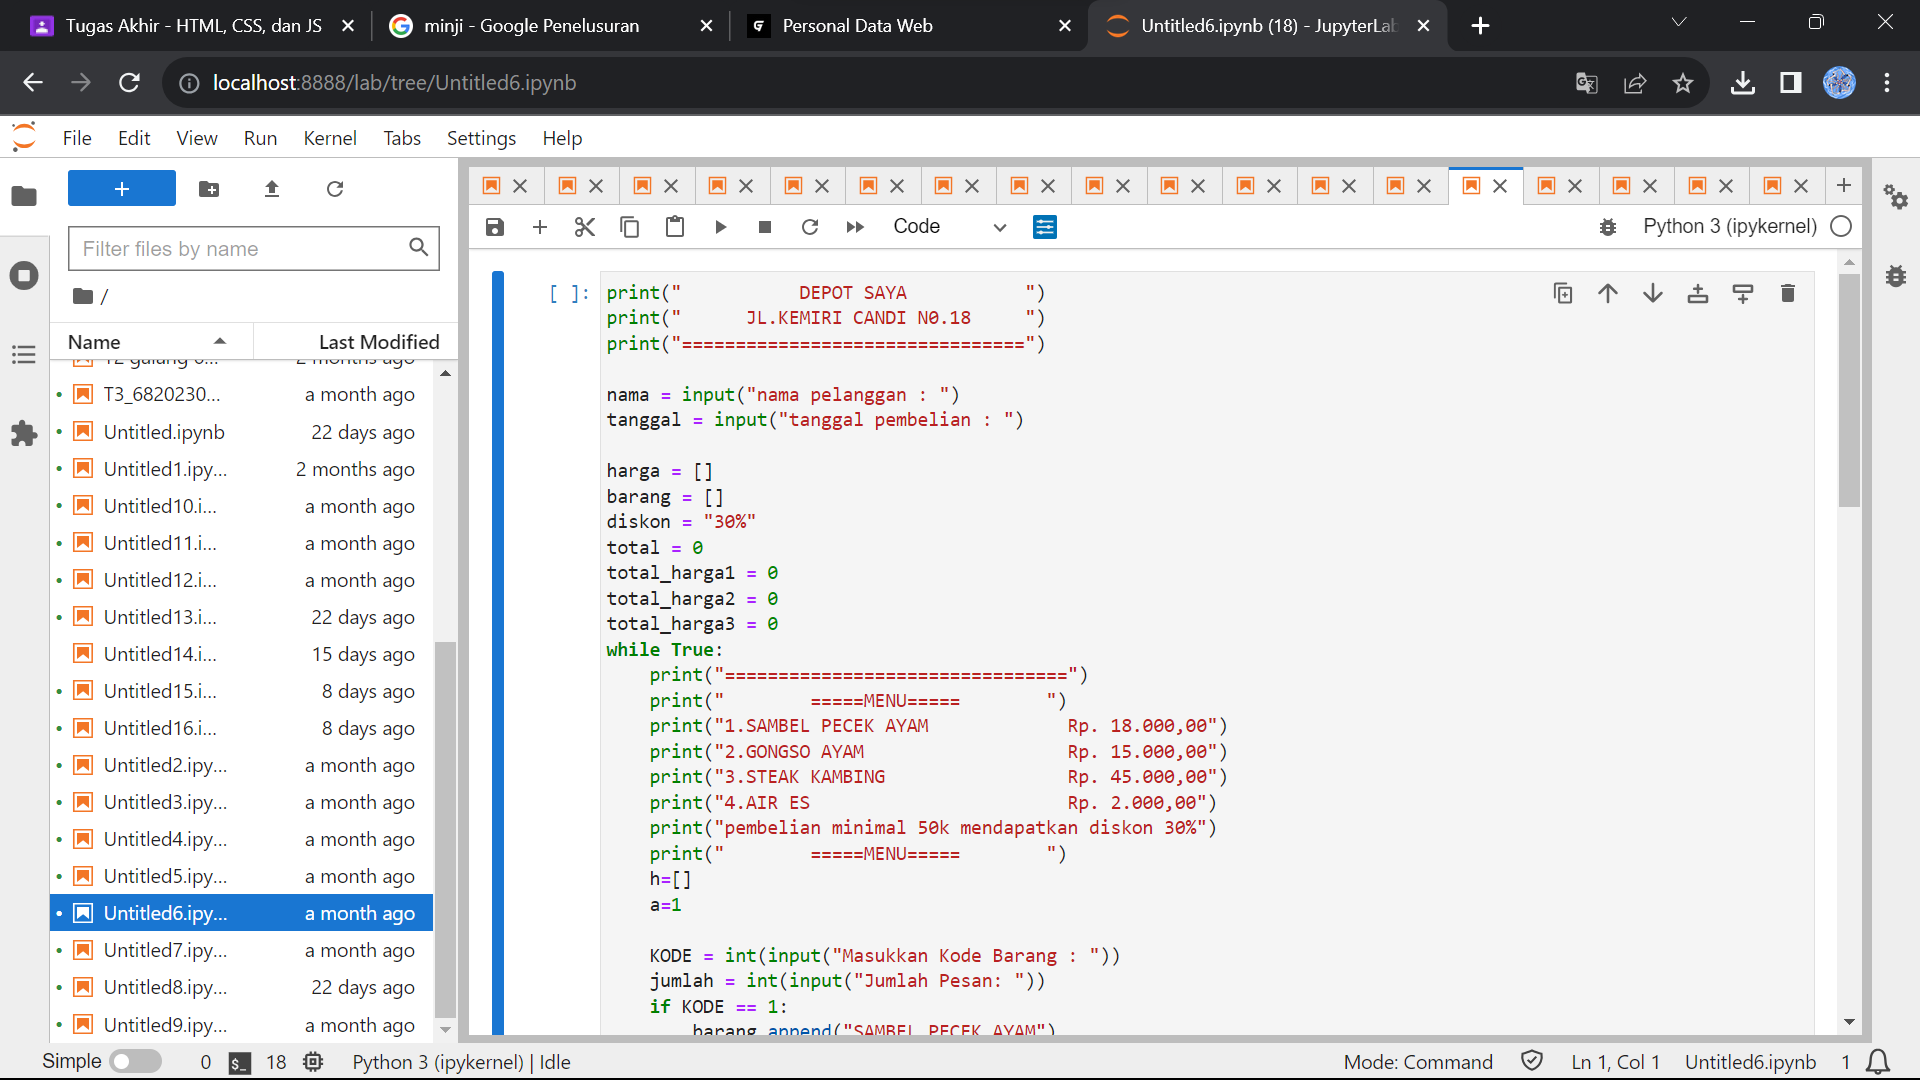 Tugas Akhir - HTML, CSS, dan JS
minji - Google Penelusuran
Personal Data Web
Untitled6.ipynb (18) - JupyterLab
localhost:8888/lab/tree/Untitled6.ipynb
File Edit View Run Kernel Tabs Settings Help
Filter files by name
/
Name Last Modified
T3_6820230... a month ago
Untitled.ipynb 22 days ago
Untitled1.ipy... 2 months ago
Untitled10.i... a month ago
Untitled11.i... a month ago
Untitled12.i... a month ago
Untitled13.i... 22 days ago
Untitled14.i... 15 days ago
Untitled15.i... 8 days ago
Untitled16.i... 8 days ago
Untitled2.ipy... a month ago
Untitled3.ipy... a month ago
Untitled4.ipy... a month ago
Untitled5.ipy... a month ago
Untitled6.ipy... a month ago
Untitled7.ipy... a month ago
Untitled8.ipy... 22 days ago
Untitled9.ipy... a month ago
Code
Python 3 (ipykernel)
[ ]:
print("           DEPOT SAYA           ")
print("      JL.KEMIRI CANDI N0.18     ")
print("================================")
nama = input("nama pelanggan : ")
tanggal = input("tanggal pembelian : ")
harga = []
barang = []
diskon = "30%"
total = 0
total_harga1 = 0
total_harga2 = 0
total_harga3 = 0
while True:
    print("================================")
    print("        =====MENU=====        ")
    print("1.SAMBEL PECEK AYAM             Rp. 18.000,00")
    print("2.GONGSO AYAM                   Rp. 15.000,00")
    print("3.STEAK KAMBING                 Rp. 45.000,00")
    print("4.AIR ES                        Rp. 2.000,00")
    print("pembelian minimal 50k mendapatkan diskon 30%")
    print("        =====MENU=====        ")
    h=[]
    a=1
    KODE = int(input("Masukkan Kode Barang : "))
    jumlah = int(input("Jumlah Pesan: "))
    if KODE == 1:
        barang.append("SAMBEL PECEK AYAM")
Simple 0 $_ 18 Python 3 (ipykernel) | Idle
Mode: Command Ln 1, Col 1 Untitled6.ipynb 1